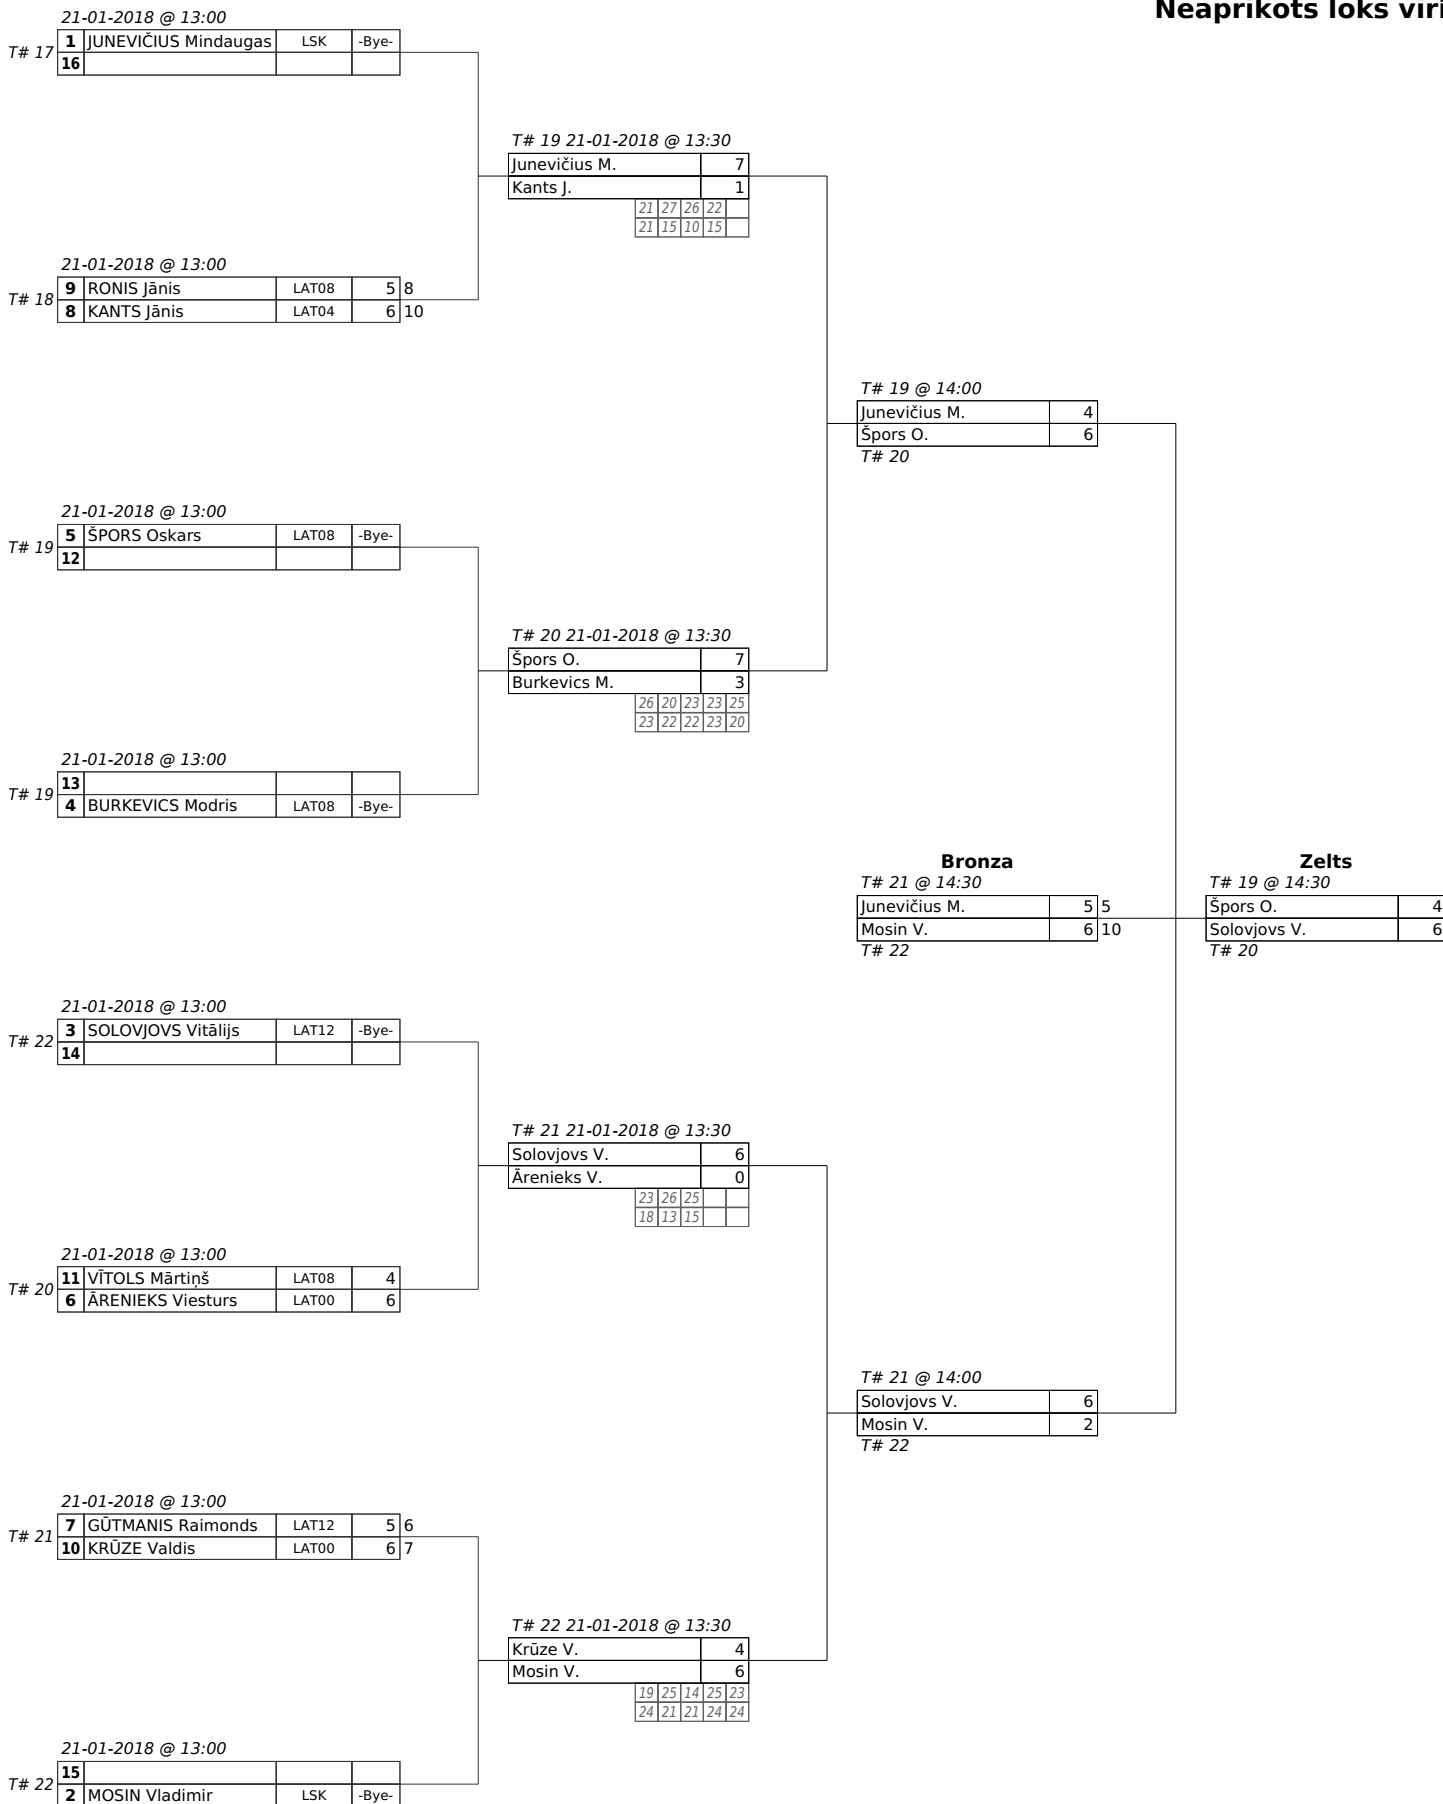 Neaprīkots loks vīri
21-01-2018 @ 13:00
T# 17
1 JUNEVIČIUS Mindaugas LSK -Bye-
16
T# 19 21-01-2018 @ 13:30
Junevičius M. 7
Kants J. 1
21 27 26 22
21 15 10 15
21-01-2018 @ 13:00
T# 18
9 RONIS Jānis LAT08 5 8
8 KANTS Jānis LAT04 6 10
T# 19 @ 14:00
Junevičius M. 4
Špors O. 6
T# 20
21-01-2018 @ 13:00
T# 19
5 ŠPORS Oskars LAT08 -Bye-
12
T# 20 21-01-2018 @ 13:30
Špors O. 7
Burkevics M. 3
26 20 23 23 25
23 22 22 23 20
21-01-2018 @ 13:00
T# 19
13
4 BURKEVICS Modris LAT08 -Bye-
Bronza
T# 21 @ 14:30
Junevičius M. 5 5
Mosin V. 6 10
T# 22
Zelts
T# 19 @ 14:30
Špors O. 4
Solovjovs V. 6
T# 20
21-01-2018 @ 13:00
T# 22
3 SOLOVJOVS Vitālijs LAT12 -Bye-
14
T# 21 21-01-2018 @ 13:30
Solovjovs V. 6
Ārenieks V. 0
23 26 25
18 13 15
21-01-2018 @ 13:00
T# 20
11 VĪTOLS Mārtiņš LAT08 4
6 ĀRENIEKS Viesturs LAT00 6
T# 21 @ 14:00
Solovjovs V. 6
Mosin V. 2
T# 22
21-01-2018 @ 13:00
T# 21
7 GŪTMANIS Raimonds LAT12 5 6
10 KRŪZE Valdis LAT00 6 7
T# 22 21-01-2018 @ 13:30
Krūze V. 4
Mosin V. 6
19 25 14 25 23
24 21 21 24 24
21-01-2018 @ 13:00
T# 22
15
2 MOSIN Vladimir LSK -Bye-